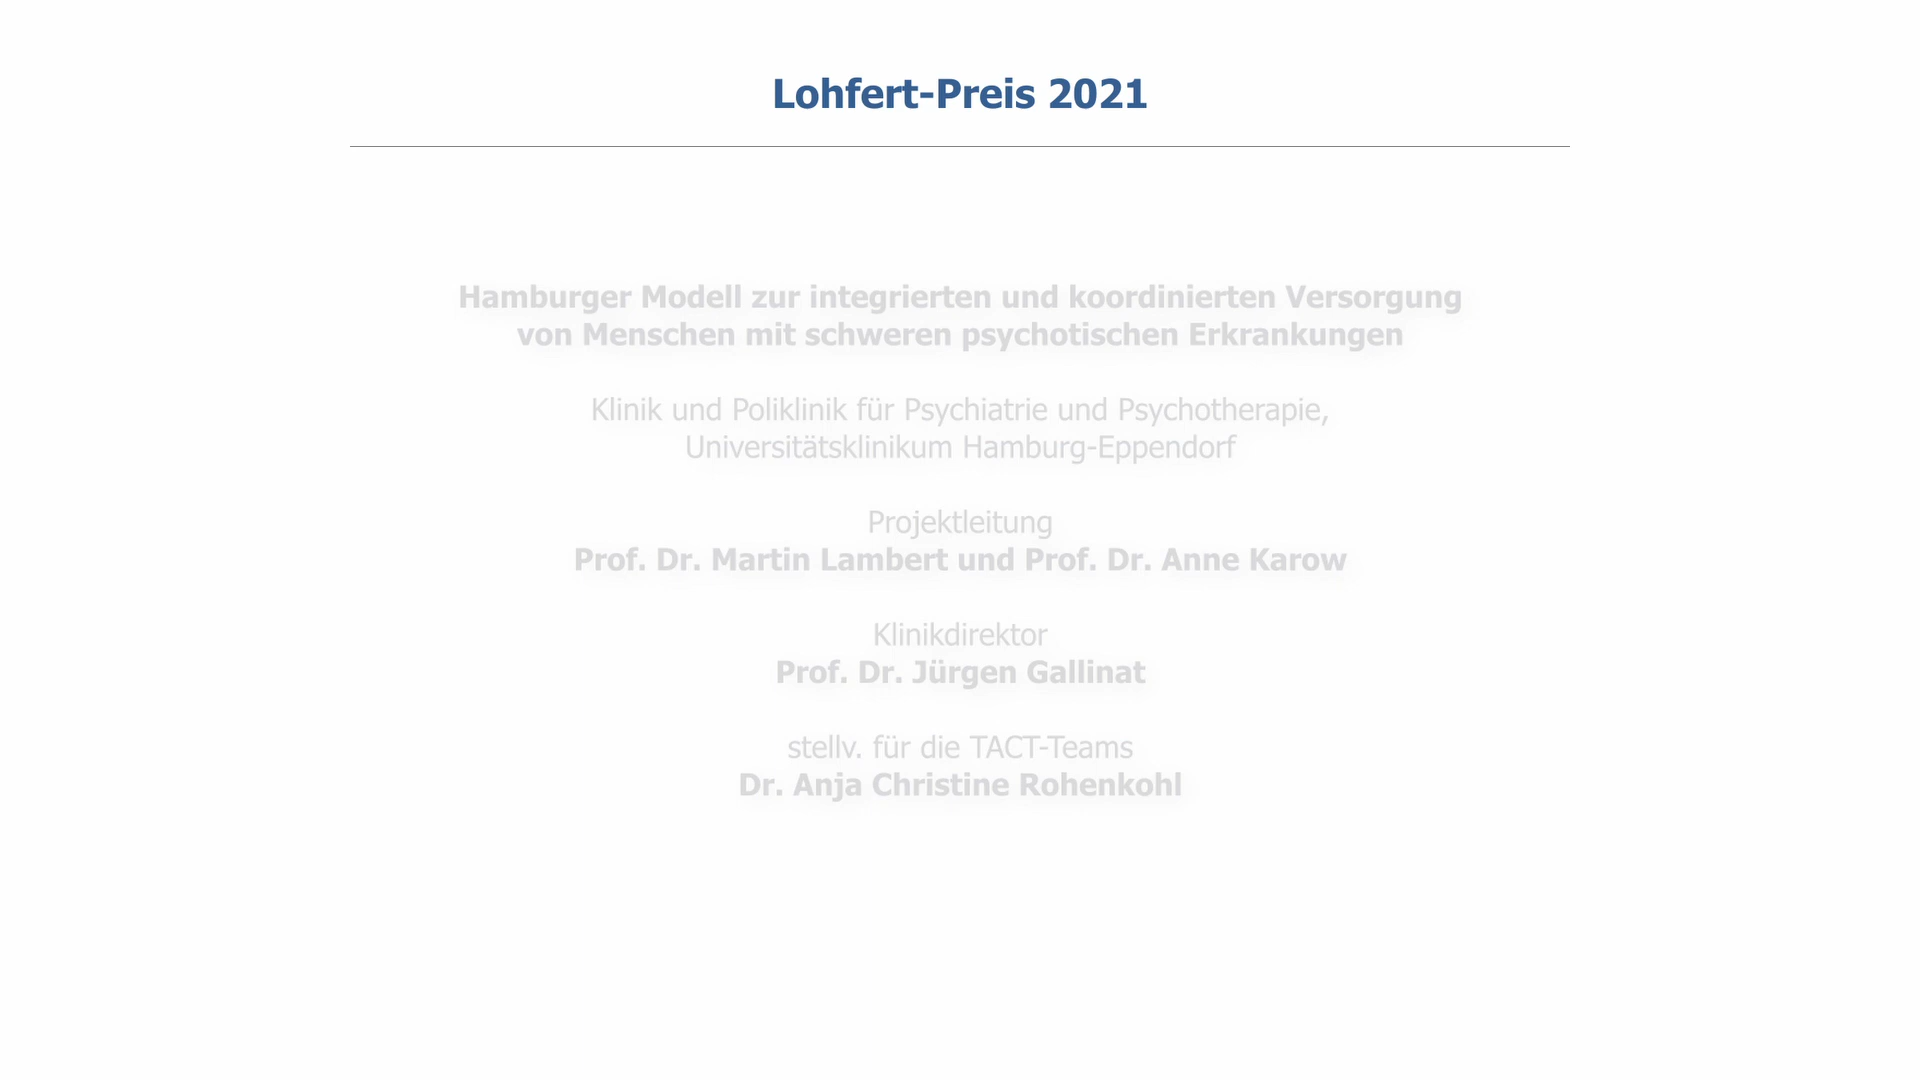 Lohfert-Preis 2021
Hamburger Modell zur integrierten und koordinierten Versorgung
von Menschen mit schweren psychotischen Erkrankungen
Klinik und Poliklinik für Psychiatrie und Psychotherapie,
Universitätsklinikum Hamburg-Eppendorf
Projektleitung
Prof. Dr. Martin Lambert und Prof. Dr. Anne Karow
Klinikdirektor
Prof. Dr. Jürgen Gallinat
stellv. für die TACT-Teams
Dr. Anja Christine Rohenkohl